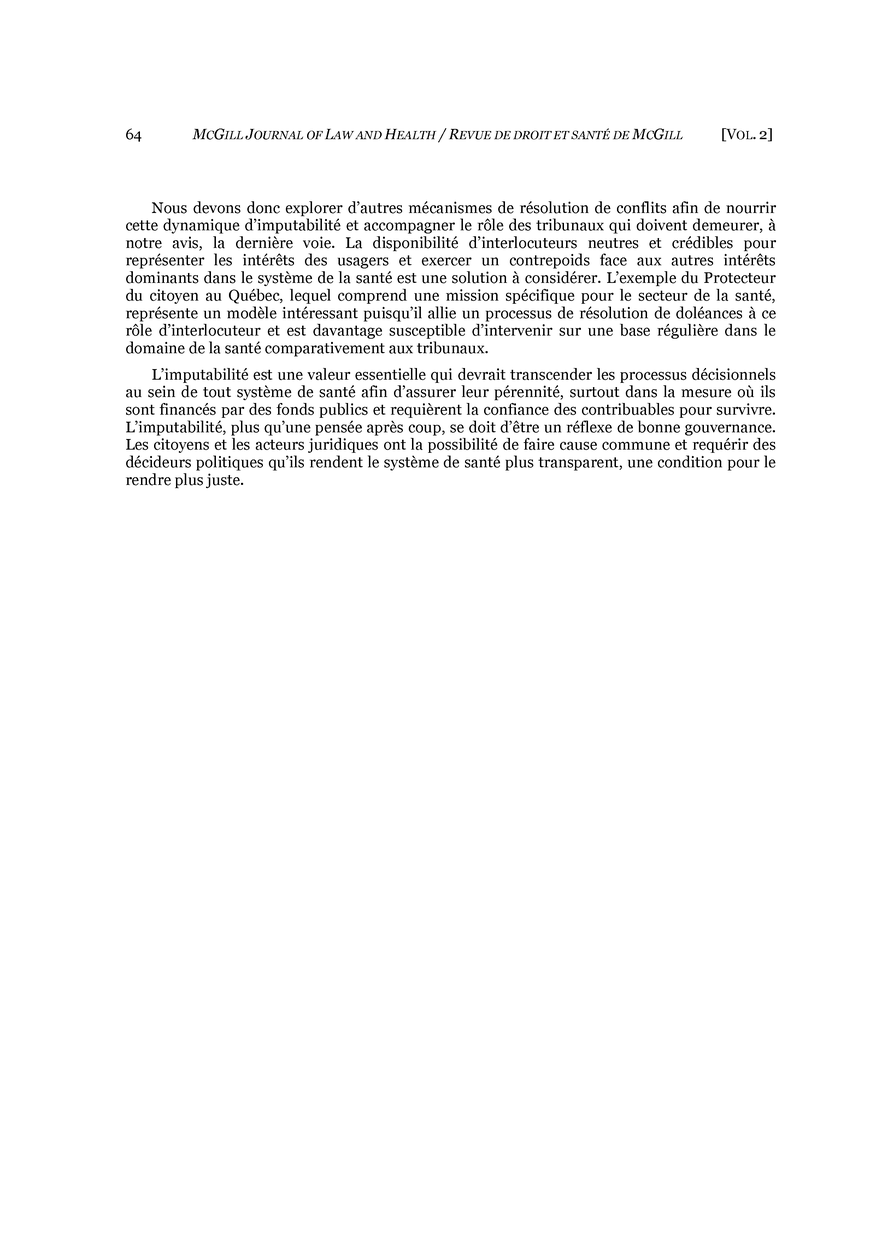 64 MCGILL JOURNAL OF LAW AND HEALTH / REVUE DE DROIT ET SANTÉ DE MCGILL [VOL. 2]
Nous devons donc explorer d’autres mécanismes de résolution de conflits afin de nourrir
cette dynamique d’imputabilité et accompagner le rôle des tribunaux qui doivent demeurer, à
notre avis, la dernière voie. La disponibilité d’interlocuteurs neutres et crédibles pour
représenter les intérêts des usagers et exercer un contrepoids face aux autres intérêts
dominants dans le système de la santé est une solution à considérer. L’exemple du Protecteur
du citoyen au Québec, lequel comprend une mission spécifique pour le secteur de la santé,
représente un modèle intéressant puisqu’il allie un processus de résolution de doléances à ce
rôle d’interlocuteur et est davantage susceptible d’intervenir sur une base régulière dans le
domaine de la santé comparativement aux tribunaux.
L’imputabilité est une valeur essentielle qui devrait transcender les processus décisionnels
au sein de tout système de santé afin d’assurer leur pérennité, surtout dans la mesure où ils
sont financés par des fonds publics et requièrent la confiance des contribuables pour survivre.
L’imputabilité, plus qu’une pensée après coup, se doit d’être un réflexe de bonne gouvernance.
Les citoyens et les acteurs juridiques ont la possibilité de faire cause commune et requérir des
décideurs politiques qu’ils rendent le système de santé plus transparent, une condition pour le
rendre plus juste.